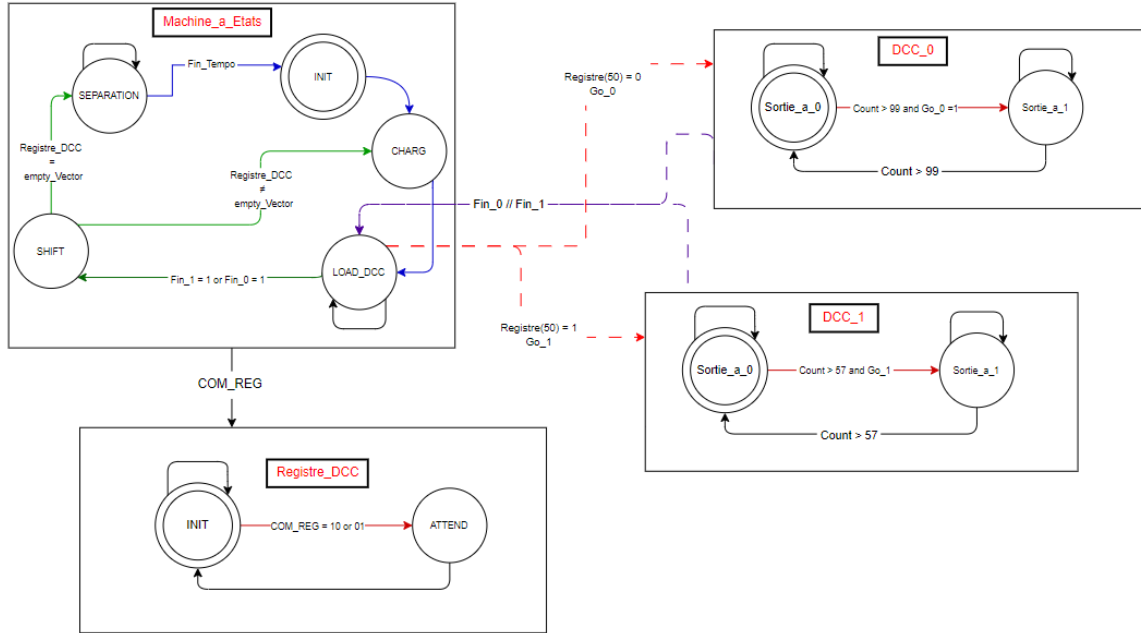 Machine_a_Etats
Fin_Tempo
INIT
SEPARATION
CHARG
Registre_DCC
=
empty_Vector
Registre_DCC
≠
empty_Vector
SHIFT
LOAD_DCC
Fin_1 = 1 or Fin_0 = 1
Fin_0 // Fin_1
Registre(50) = 0
Go_0
Registre(50) = 1
Go_1
DCC_0
Sortie_a_0
Count > 99 and Go_0 =1
Sortie_a_1
Count > 99
DCC_1
Sortie_a_0
Count > 57 and Go_1
Sortie_a_1
Count > 57
COM_REG
Registre_DCC
INIT
COM_REG = 10 or 01
ATTEND